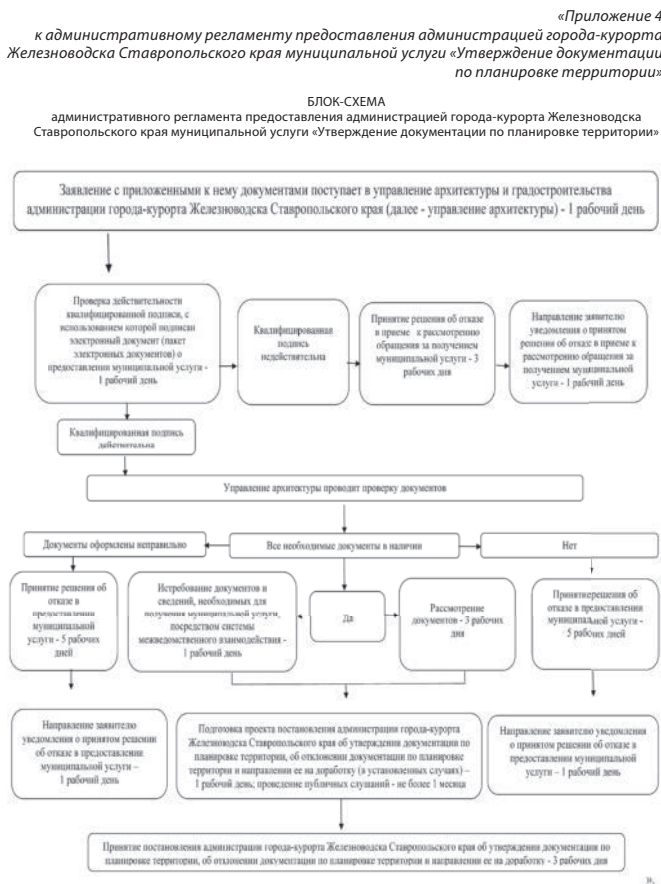 «Приложение 4
к административному регламенту предоставления администрацией города-курорта
Железноводска Ставропольского края муниципальной услуги «Утверждение документации
по планировке территории»
БЛОК-СХЕМА
административного регламента предоставления администрацией города-курорта Железноводска
Ставропольского края муниципальной услуги «Утверждение документации по планировке территории»
Заявление с приложенными к нему документами поступает в управление архитектуры и градостроительства
администрации города-курорта Железноводска Ставропольского края (далее - управление архитектуры) - 1 рабочий день
Проверка действительности
квалифицированной подписи, с
использованием которой подписан
электронный документ (пакет
электронных документов) о
предоставлении муниципальной услуги -
1 рабочий день
Квалифицированная
подпись
недействительна
Принятие решения об отказе
в приеме к рассмотрению
обращения за получением
муниципальной услуги - 3
рабочих дня
Направление заявителю
уведомления о принятом
решении об отказе в приеме к
рассмотрению обращения за
получением муниципальной
услуги - 1 рабочий день
Квалифицированная подпись
действительна
Управление архитектуры проводит проверку документов
Документы оформлены неправильно
Все необходимые документы в наличии
Нет
Принятие решения об
отказе в
предоставлении
муниципальной
услуги - 5 рабочих
дней
Истребование документов и
сведений, необходимых для
получения муниципальной услуги,
посредством системы
межведомственного взаимодействия -
1 рабочий день
Да
Рассмотрение
документов - 3 рабочих
дня
Принятиерешения об
отказе в предоставлении
муниципальной услуги -
5 рабочих дней
Направление заявителю
уведомления о принятом решении
об отказе в предоставлении
муниципальной услуги –
1 рабочий день
Подготовка проекта постановления администрации города-курорта
Железноводска Ставропольского края об утверждении документации по
планировке территории, об отклонении документации по планировке
территории и направлении ее на доработку (в установленных случаях) –
1 рабочий день; проведение публичных слушаний - не более 1 месяца
Направление заявителю уведомления
о принятом решении об отказе в
предоставлении муниципальной
услуги – 1 рабочий день
Принятие постановления администрации города-курорта Железноводска Ставропольского края об утверждении документации по
планировке территории, об отклонении документации по планировке территории и направлении ее на доработку - 3 рабочих дня
».